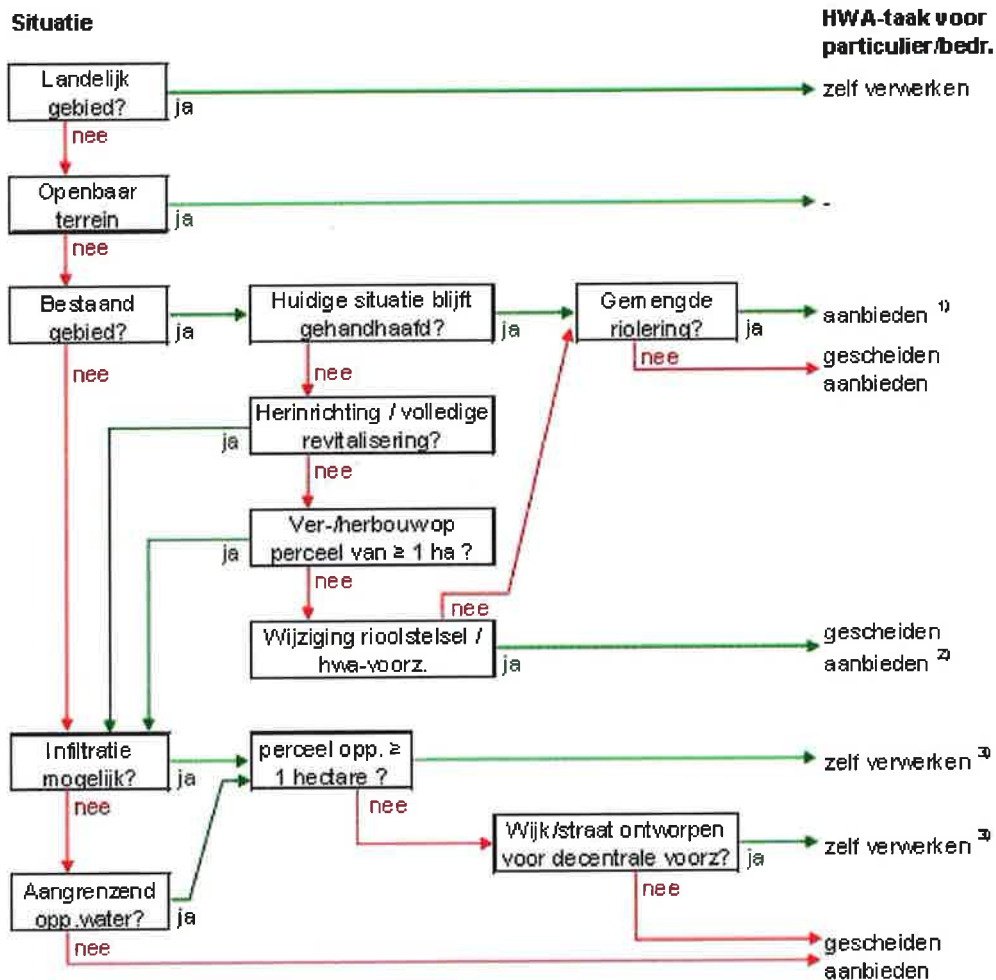 Situatie
HWA-taak voor
particulier/bedr.
Landelijk
gebied?
ja
zelf verwerken
nee
Openbaar
terrein
ja
-
nee
Bestaand
gebied?
ja
Huidige situatie blijft
gehandhaafd?
ja
Gemengde
riolering?
ja
aanbieden 1)
nee
gescheiden
aanbieden
nee
nee
Herinrichting / volledige
revitalisering?
ja
nee
Ver-/herbouw op
perceel van ≥ 1 ha ?
ja
nee
nee
Wijziging rioolstelsel /
hwa-voorz.
ja
gescheiden
aanbieden 2)
Infiltratie
mogelijk?
ja
perceel opp. ≥
1 hectare ?
zelf verwerken 3)
nee
nee
Wijk/straat ontworpen
voor decentrale voorz?
ja
zelf verwerken 3)
nee
Aangrenzend
opp.water?
ja
nee
gescheiden
aanbieden